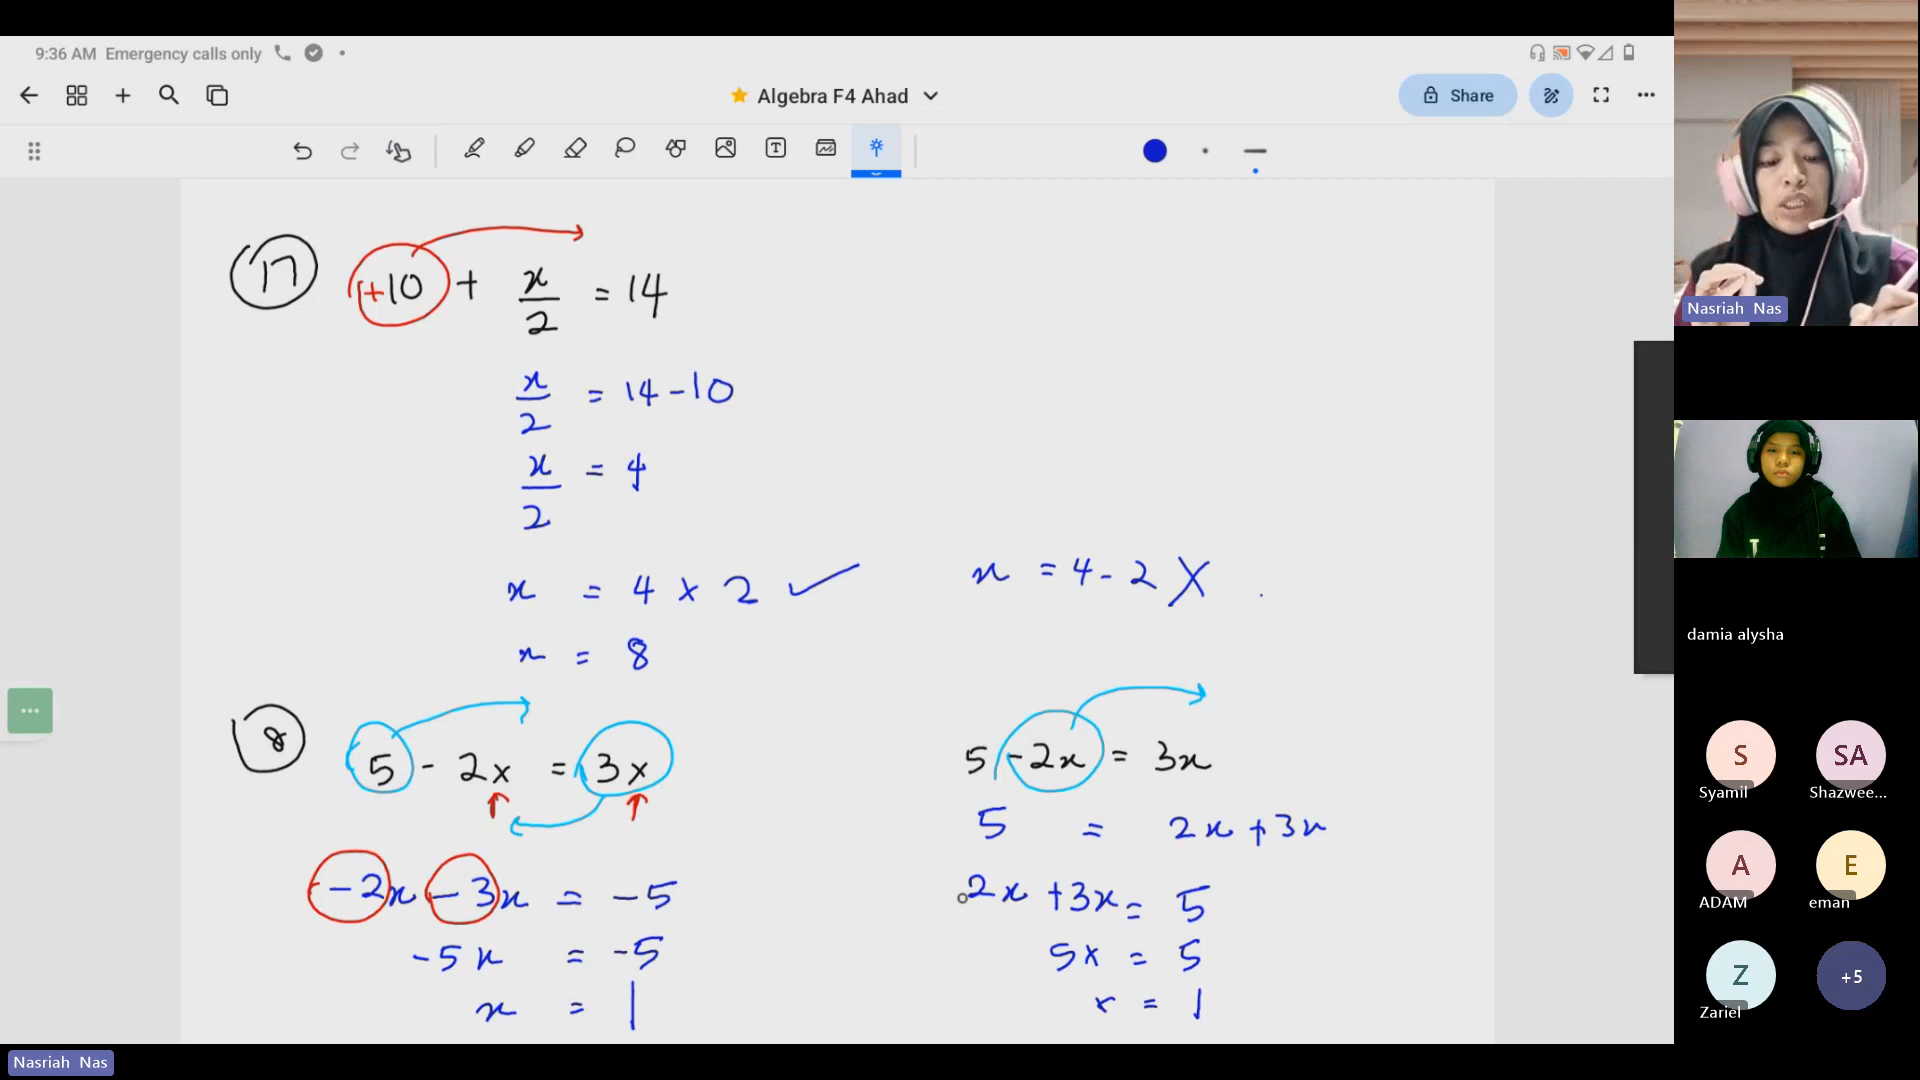 9:36 AM Emergency calls only
Algebra F4 Ahad
Share
17 +10 + x/2 = 14
x/2 = 14 - 10
x/2 = 4
x = 4 × 2 ✓
x = 4 - 2 X
x = 8
18 5 - 2x = 3x
5 - 2x = 3x
5 = 2x + 3x
-2x - 3x = -5
2x + 3x = 5
-5x = -5
5x = 5
x = 1
x = 1
Nasriah Nas
damia alysha
S
Syamil
SA
Shazwee...
A
ADAM
E
eman
Z
Zariel
+5
Nasriah Nas